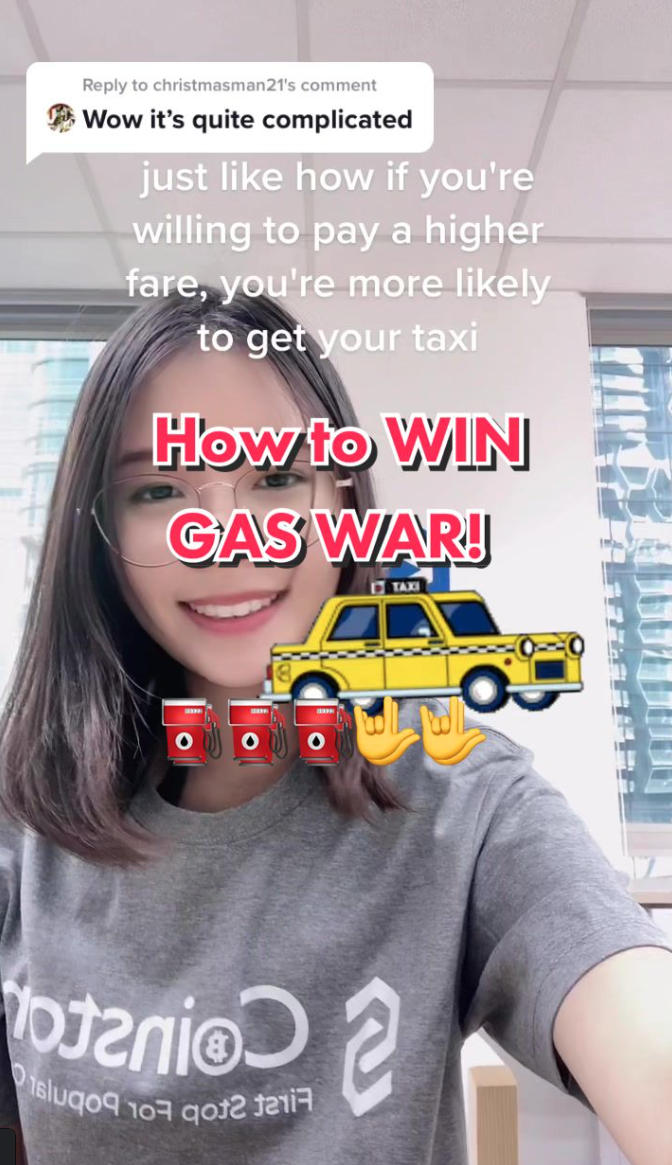 Reply to christmasman21's comment
Wow it’s quite complicated
just like how if you're
willing to pay a higher
fare, you're more likely
to get your taxi
How to WIN
GAS WAR!
TAXI
Coinstor
First Stop For Popular